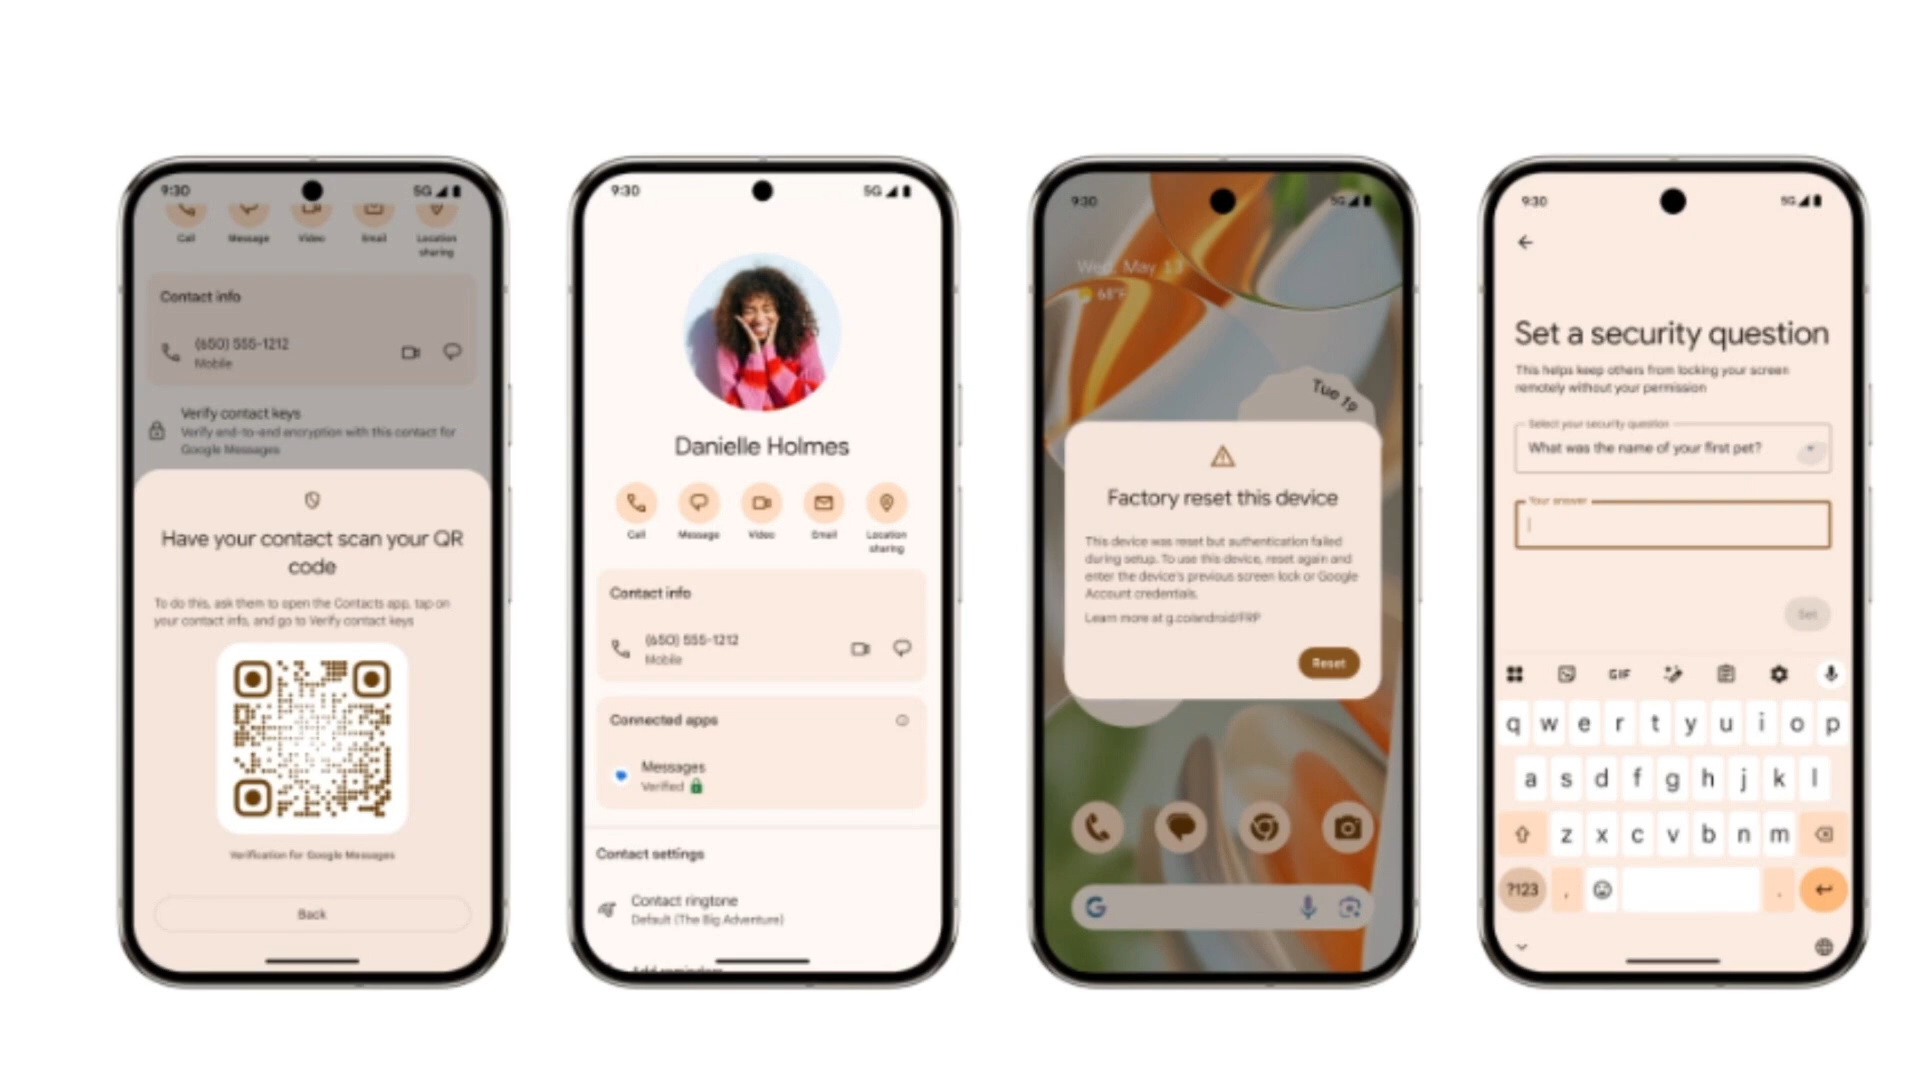 9:30
5G
Call
Message
Video
Email
Location
sharing
Contact info
(650) 555-1212
Mobile
Verify contact keys
Verify end-to-end encryption with this contact for
Google Messages
Have your contact scan your QR
code
To do this, ask them to open the Contacts app, tap on
your contact info, and go to Verify contact keys
Verification for Google Messages
Back
9:30
5G
Danielle Holmes
Call
Message
Video
Email
Location
sharing
Contact info
(650) 555-1212
Mobile
Connected apps
Messages
Verified
Contact settings
Contact ringtone
Default (The Big Adventure)
9:30
5G
Wed, May 13
68°F
Tue 19
Factory reset this device
This device was reset but authentication failed
during setup. To use this device, reset again and
enter the device's previous screen lock or Google
Account credentials.
Learn more at g.co/android/FRP
Reset
9:30
5G
Set a security question
This helps keep others from locking your screen
remotely without your permission
Select your security question
What was the name of your first pet?
Your answer
Set
GIF
q w e r t y u i o p
a s d f g h j k l
z x c v b n m
?123 , .